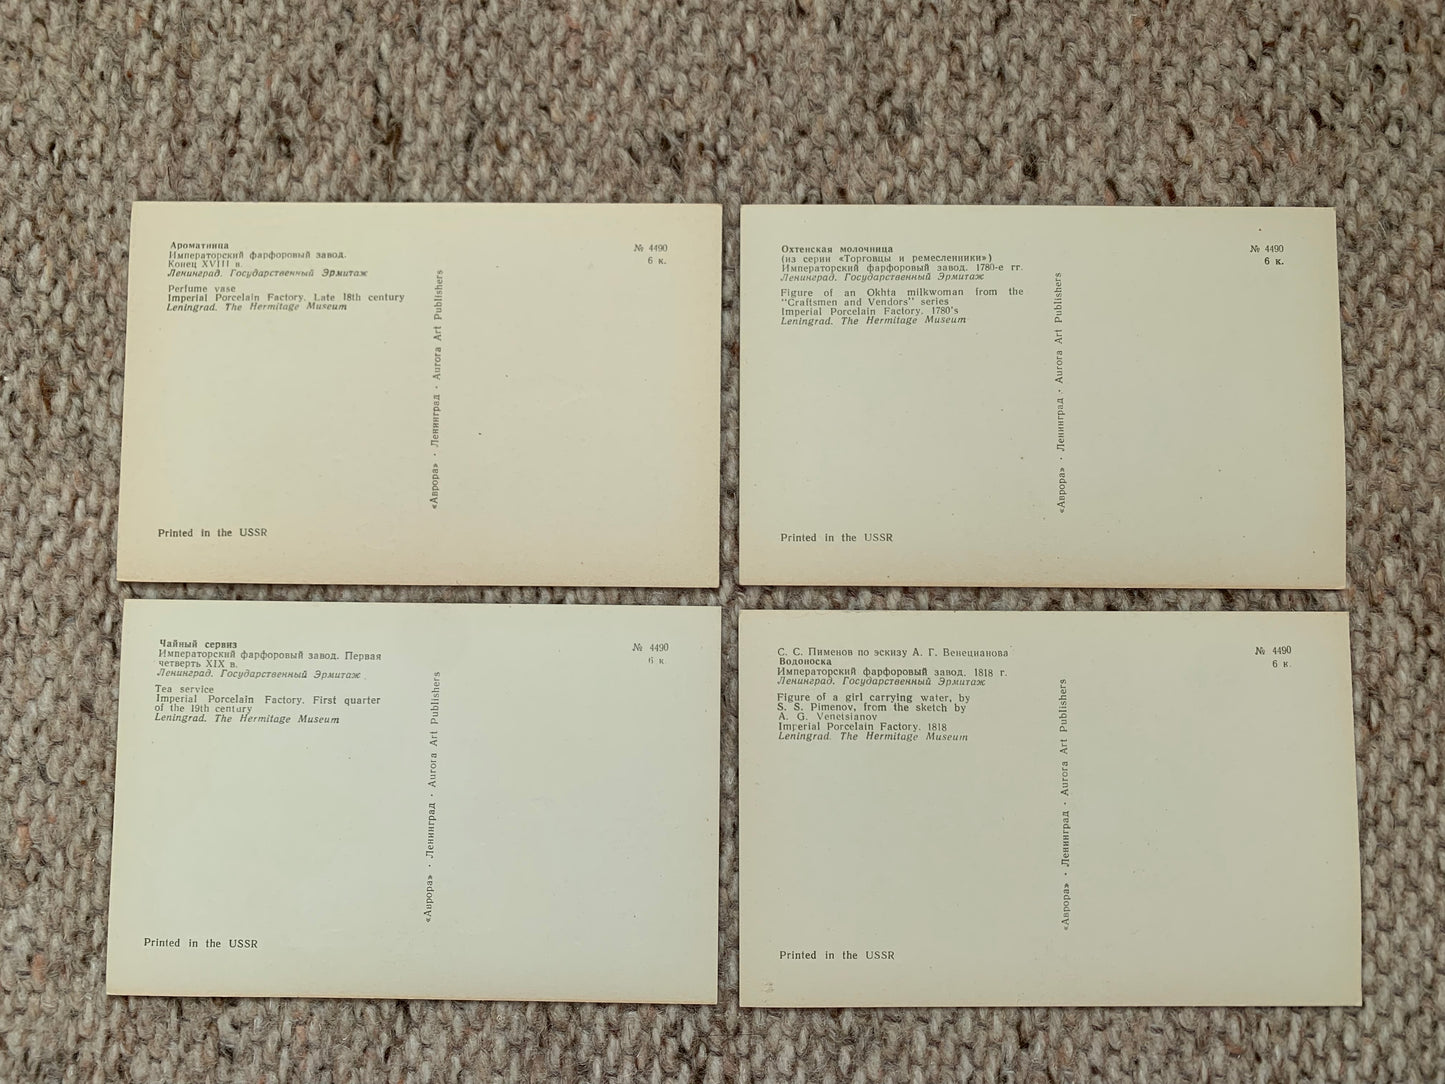 Ароматница
Императорский фарфоровый завод.
Конец XVIII в.
Ленинград. Государственный Эрмитаж
Perfume vase
Imperial Porcelain Factory. Late 18th century
Leningrad. The Hermitage Museum
№ 4490
6 к.
«Аврора» · Ленинград · Aurora Art Publishers
Printed in the USSR
Охтенская молочница
(из серии «Торговцы и ремесленники»)
Императорский фарфоровый завод. 1780-е гг.
Ленинград. Государственный Эрмитаж
Figure of an Okhta milkwoman from the
"Craftsmen and Vendors" series
Imperial Porcelain Factory. 1780's
Leningrad. The Hermitage Museum
№ 4490
6 к.
«Аврора» · Ленинград · Aurora Art Publishers
Printed in the USSR
Чайный сервиз
Императорский фарфоровый завод. Первая
четверть XIX в.
Ленинград. Государственный Эрмитаж
Tea service
Imperial Porcelain Factory. First quarter
of the 19th century
Leningrad. The Hermitage Museum
№ 4490
6 к.
«Аврора» · Ленинград · Aurora Art Publishers
Printed in the USSR
С. С. Пименов по эскизу А. Г. Венецианова
Водоноска
Императорский фарфоровый завод. 1818 г.
Ленинград. Государственный Эрмитаж
Figure of a girl carrying water, by
S. S. Pimenov, from the sketch by
A. G. Venetsianov
Imperial Porcelain Factory. 1818
Leningrad. The Hermitage Museum
№ 4490
6 к.
«Аврора» · Ленинград · Aurora Art Publishers
Printed in the USSR